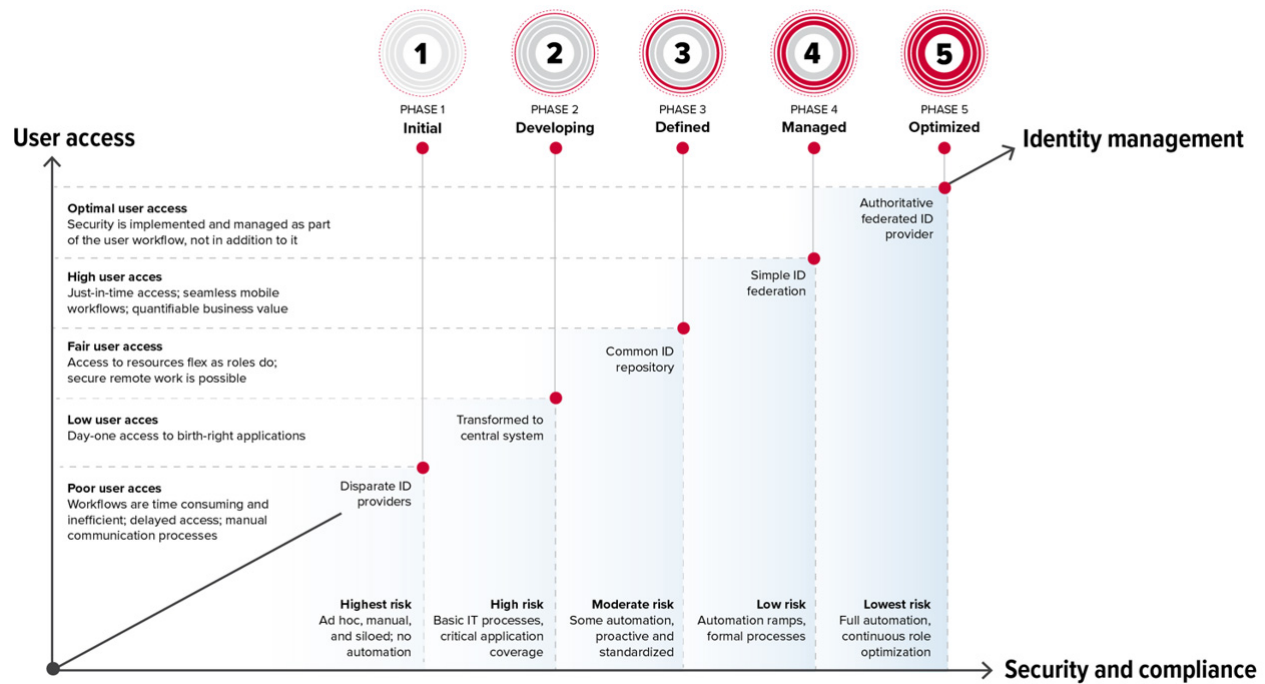 1
2
3
4
5
PHASE 1
Initial
PHASE 2
Developing
PHASE 3
Defined
PHASE 4
Managed
PHASE 5
Optimized
User access
Identity management
Optimal user access
Security is implemented and managed as part
of the user workflow, not in addition to it
High user acces
Just-in-time access; seamless mobile
workflows; quantifiable business value
Fair user access
Access to resources flex as roles do;
secure remote work is possible
Low user acces
Day-one access to birth-right applications
Poor user acces
Workflows are time consuming and
inefficient; delayed access; manual
communication processes
Disparate ID
providers
Transformed to
central system
Common ID
repository
Simple ID
federation
Authoritative
federated ID
provider
Highest risk
Ad hoc, manual,
and siloed; no
automation
High risk
Basic IT processes,
critical application
coverage
Moderate risk
Some automation,
proactive and
standardized
Low risk
Automation ramps,
formal processes
Lowest risk
Full automation,
continuous role
optimization
Security and compliance